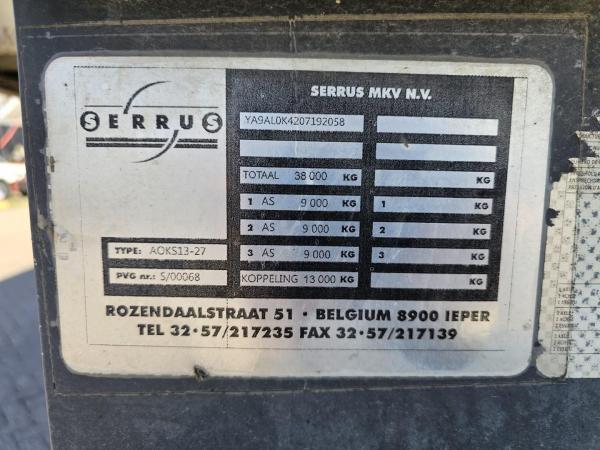 SERRUS
SERRUS MKV N.V.
YA9AL0K4207192058
TOTAAL 38 000 KG KG
1 AS 9 000 KG 1 KG
2 AS 9 000 KG 2 KG
3 AS 9 000 KG 3 KG
TYPE: AOKS13-27
PVG nr.: S/00068
KOPPELING 13 000 KG KG
ROZENDAALSTRAAT 51 · BELGIUM 8900 IEPER
TEL 32·57/217235 FAX 32·57/217139